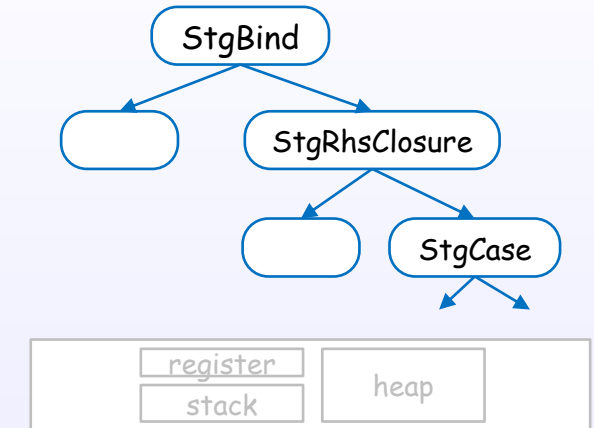 StgBind
StgRhsClosure
StgCase
register
stack
heap